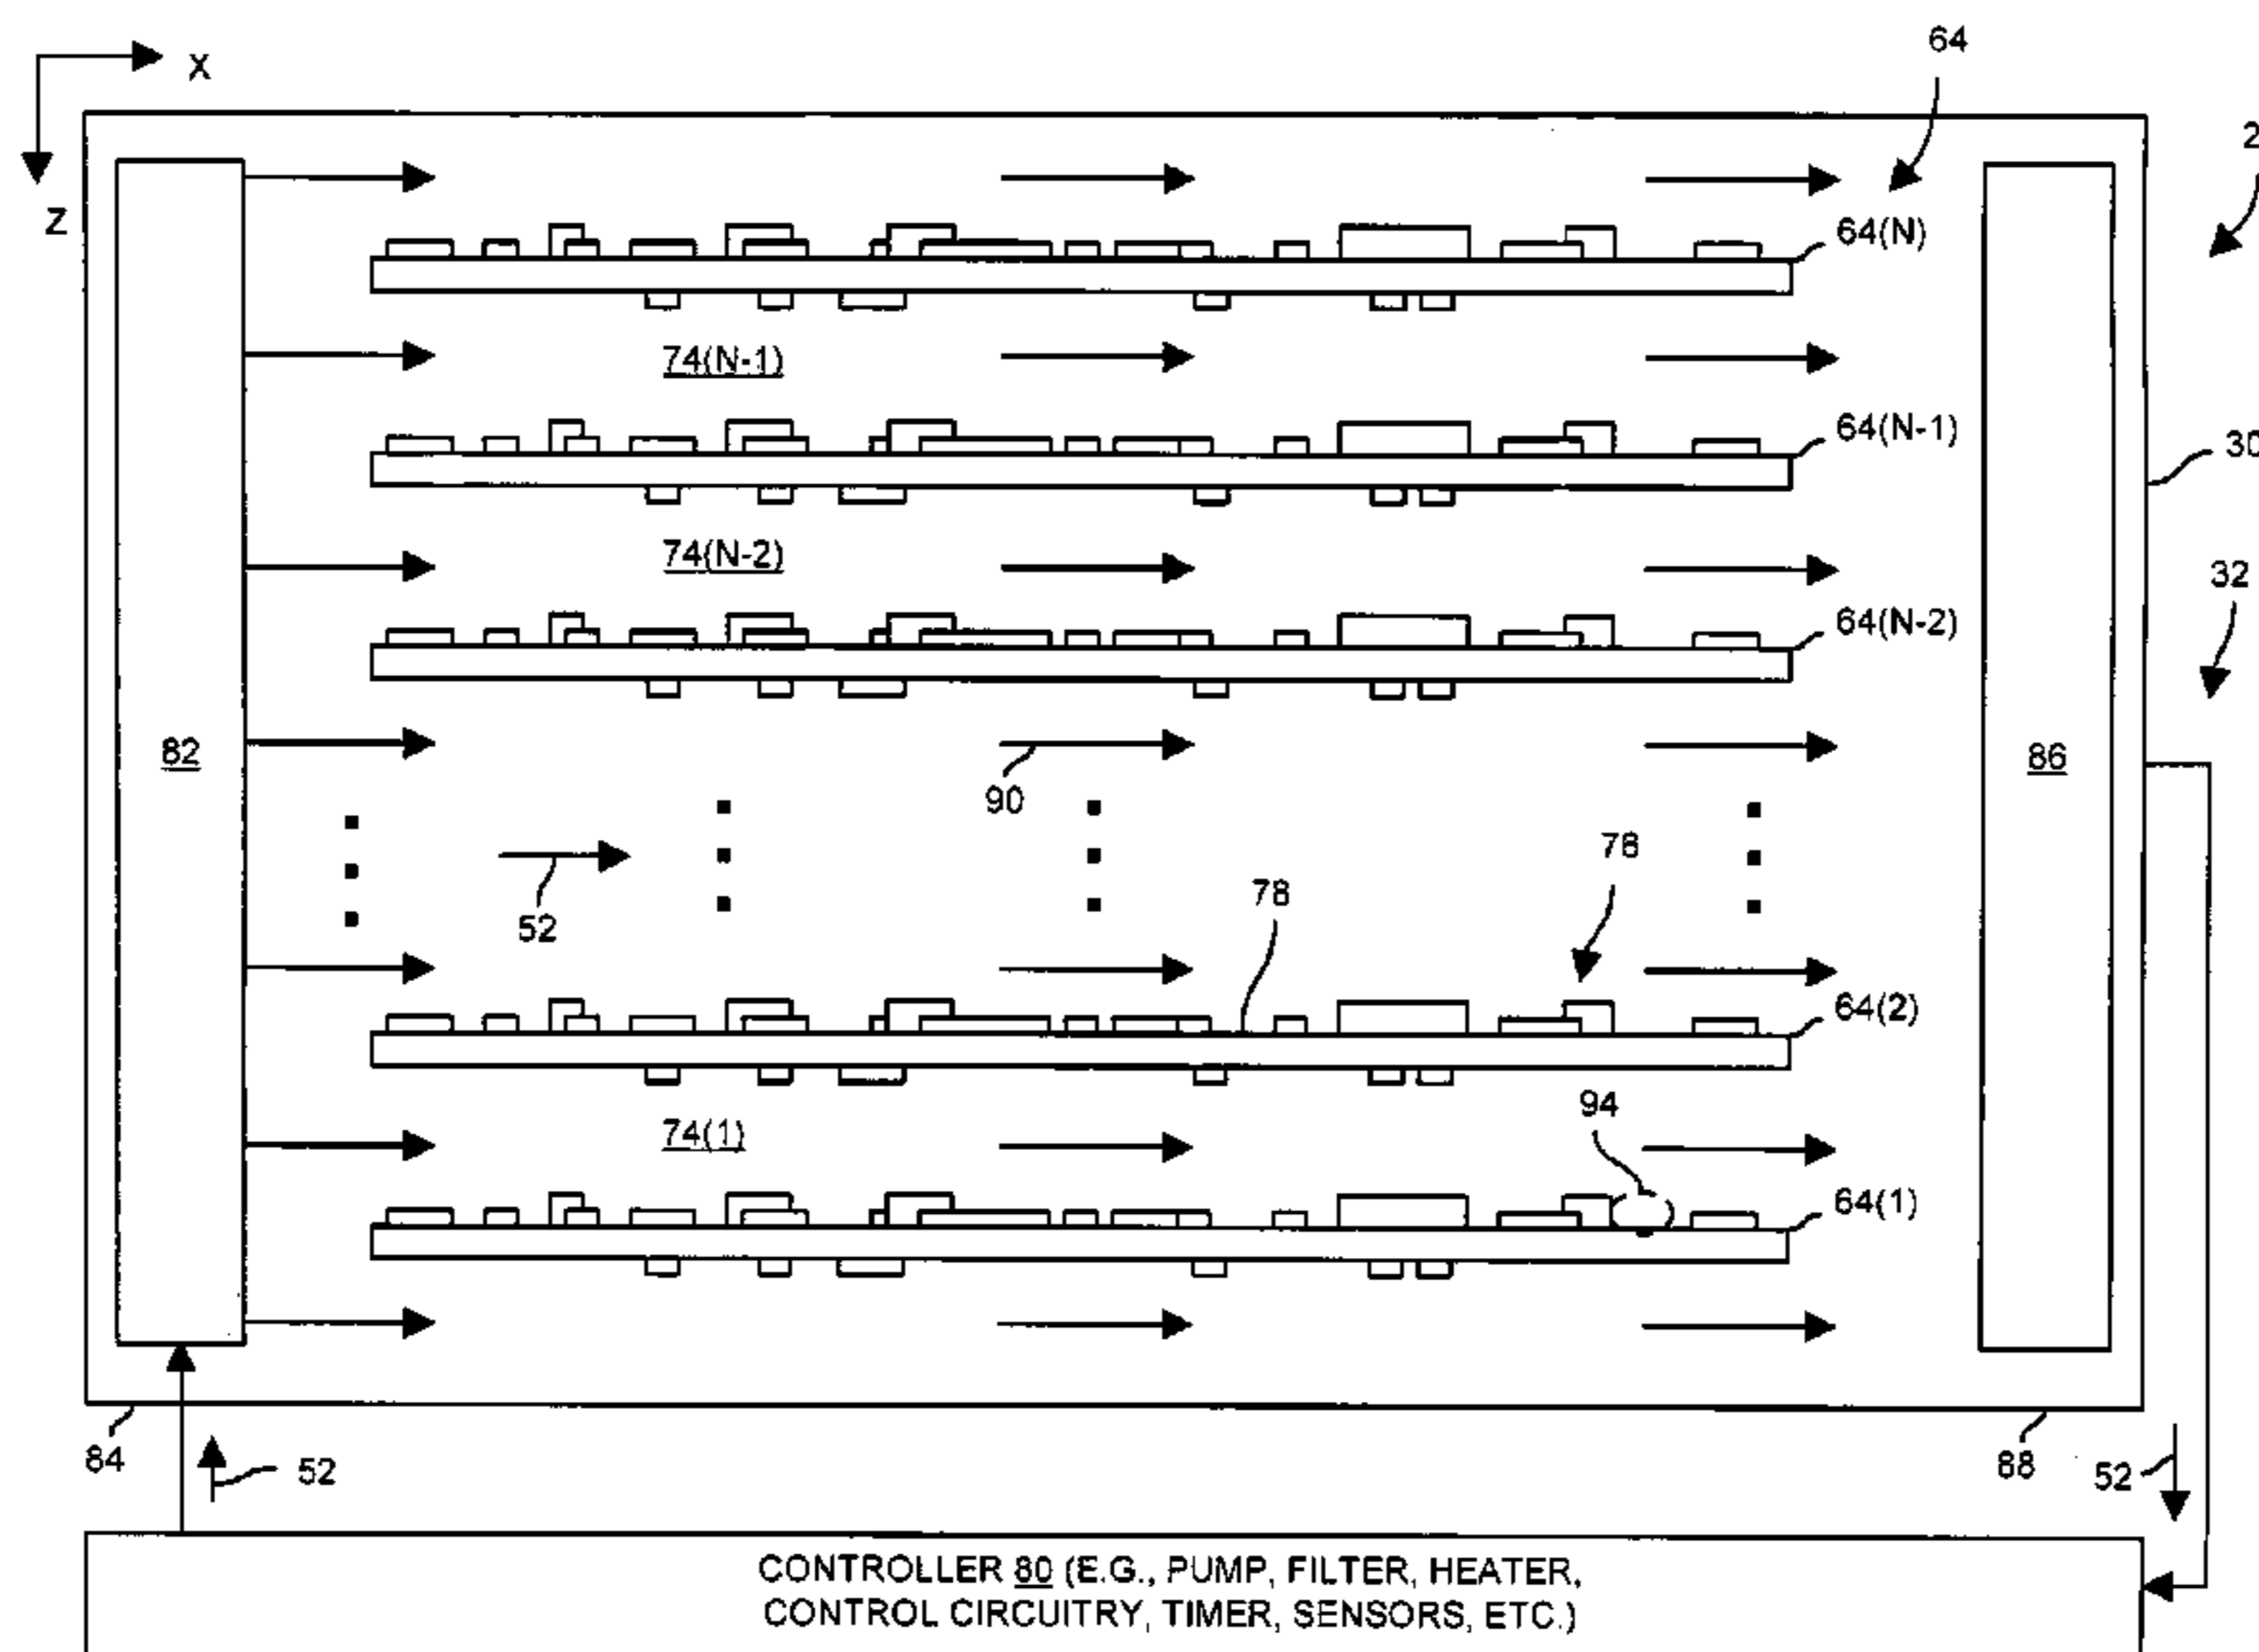 X
Z
64
2
64(N)
74(N-1)
64(N-1)
30
74(N-2)
32
64(N-2)
82
86
90
78
52
78
64(2)
94
74(1)
64(1)
84
52
88
52
CONTROLLER 80 (E.G., PUMP, FILTER, HEATER,
CONTROL CIRCUITRY, TIMER, SENSORS, ETC.)